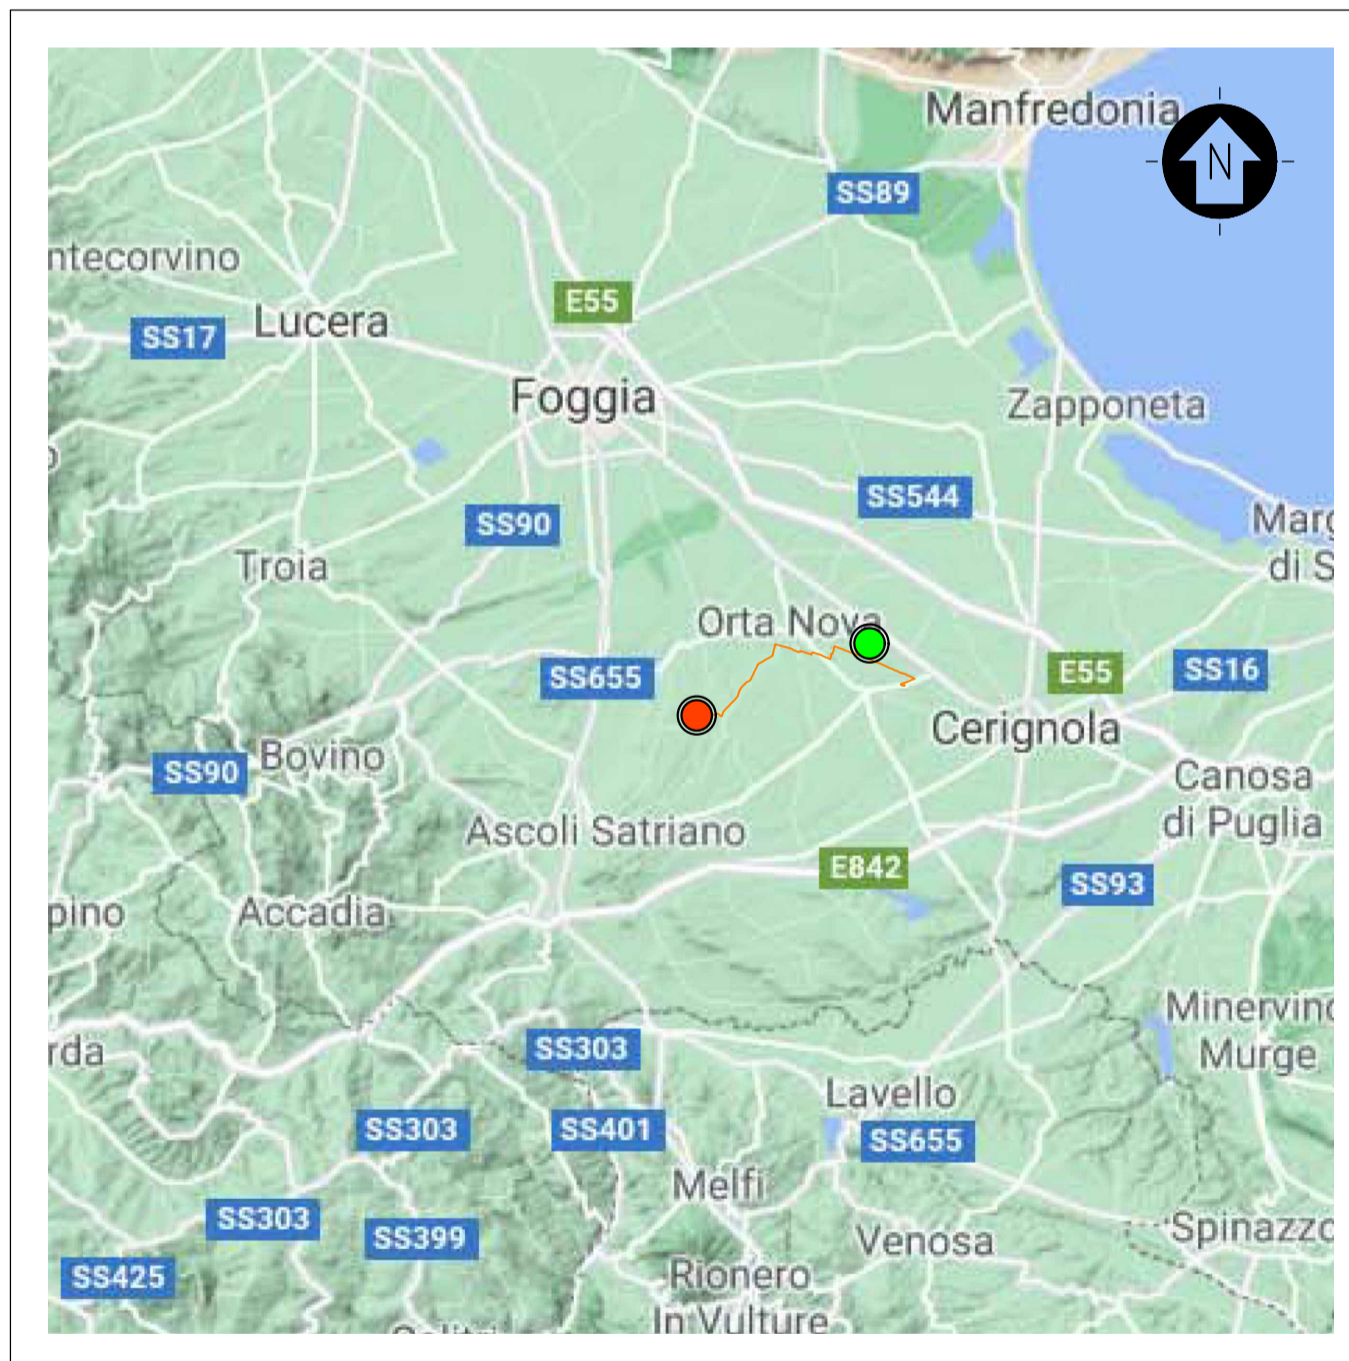 Manfredonia
N
SS89
ntecorvino
E55
Lucera
SS17
Foggia
Zapponeta
SS544
SS90
Marg
di S
Troia
Orta Nova
SS655
E55
SS16
Cerignola
Bovino
SS90
Canosa
di Puglia
Ascoli Satriano
E842
SS93
Accadia
pino
Minervino
Murge
rda
SS303
Lavello
SS303
SS401
SS655
Melfi
SS303
SS399
Venosa
Spinazzo
SS425
Rionero
In Vulture